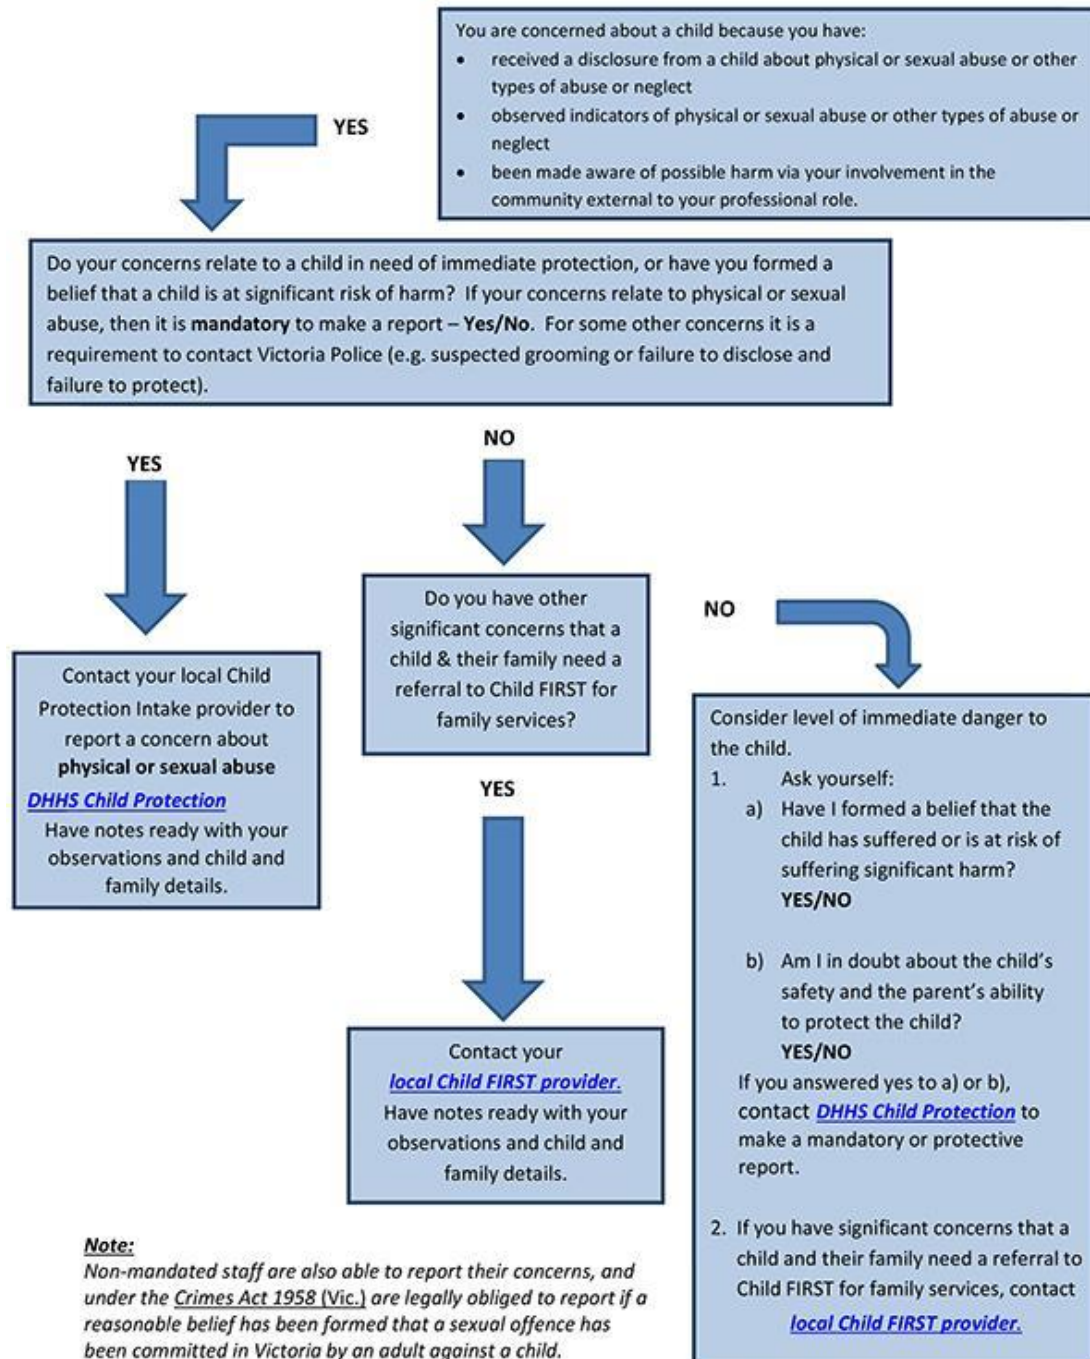 You are concerned about a child because you have:
• received a disclosure from a child about physical or sexual abuse or other
types of abuse or neglect
• observed indicators of physical or sexual abuse or other types of abuse or
neglect
• been made aware of possible harm via your involvement in the
community external to your professional role.
YES
Do your concerns relate to a child in need of immediate protection, or have you formed a
belief that a child is at significant risk of harm? If your concerns relate to physical or sexual
abuse, then it is mandatory to make a report – Yes/No. For some other concerns it is a
requirement to contact Victoria Police (e.g. suspected grooming or failure to disclose and
failure to protect).
YES
NO
Contact your local Child
Protection Intake provider to
report a concern about
physical or sexual abuse
DHHS Child Protection
Have notes ready with your
observations and child and
family details.
Do you have other
significant concerns that a
child & their family need a
referral to Child FIRST for
family services?
YES
NO
Contact your
local Child FIRST provider.
Have notes ready with your
observations and child and
family details.
Consider level of immediate danger to
the child.
1. Ask yourself:
a) Have I formed a belief that the
child has suffered or is at risk of
suffering significant harm?
YES/NO
b) Am I in doubt about the child's
safety and the parent's ability
to protect the child?
YES/NO
If you answered yes to a) or b),
contact DHHS Child Protection to
make a mandatory or protective
report.
2. If you have significant concerns that a
child and their family need a referral to
Child FIRST for family services, contact
local Child FIRST provider.
Note:
Non-mandated staff are also able to report their concerns, and
under the Crimes Act 1958 (Vic.) are legally obliged to report if a
reasonable belief has been formed that a sexual offence has
been committed in Victoria by an adult against a child.